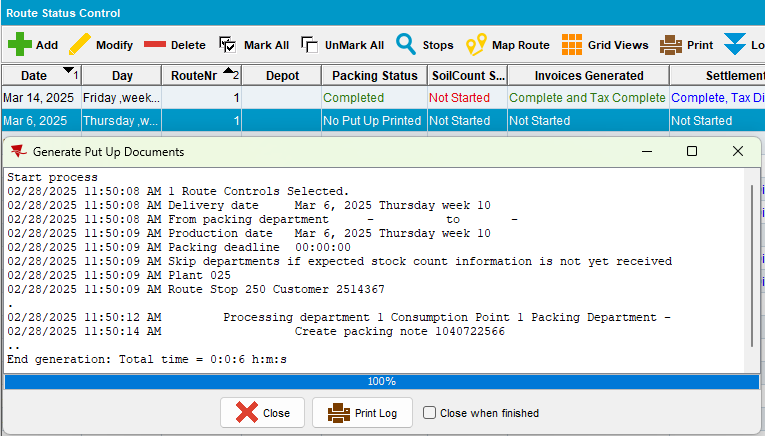 Route Status Control
Add Modify Delete Mark All UnMark All Stops Map Route Grid Views Print Lo
Date 1 Day RouteNr 2 Depot Packing Status SoilCount S... Invoices Generated Settlement
Mar 14, 2025 Friday ,week... 1 Completed Not Started Complete and Tax Complete Complete, Tax Di
Mar 6, 2025 Thursday ,w... 1 No Put Up Printed Not Started Not Started Not Started
Generate Put Up Documents
Start process
02/28/2025 11:50:08 AM 1 Route Controls Selected.
02/28/2025 11:50:08 AM Delivery date Mar 6, 2025 Thursday week 10
02/28/2025 11:50:08 AM From packing department - to -
02/28/2025 11:50:09 AM Production date Mar 6, 2025 Thursday week 10
02/28/2025 11:50:09 AM Packing deadline 00:00:00
02/28/2025 11:50:09 AM Skip departments if expected stock count information is not yet received
02/28/2025 11:50:09 AM Plant 025
02/28/2025 11:50:09 AM Route Stop 250 Customer 2514367
.
02/28/2025 11:50:12 AM Processing department 1 Consumption Point 1 Packing Department -
02/28/2025 11:50:14 AM Create packing note 1040722566
..
End generation: Total time = 0:0:6 h:m:s
100%
Close Print Log Close when finished